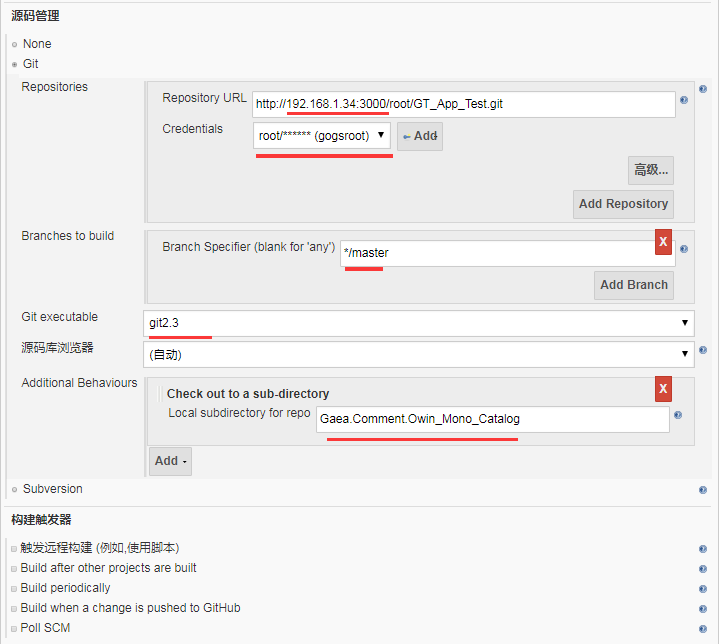 源码管理
None
Git
Repositories
Repository URL http://192.168.1.34:3000/root/GT_App_Test.git
Credentials root/****** (gogsroot) Add
高级...
Add Repository
Branches to build
Branch Specifier (blank for 'any') */master X
Add Branch
Git executable git2.3
源码库浏览器 (自动)
Additional Behaviours
Check out to a sub-directory X
Local subdirectory for repo Gaea.Comment.Owin_Mono_Catalog
Add
Subversion
构建触发器
触发远程构建 (例如,使用脚本)
Build after other projects are built
Build periodically
Build when a change is pushed to GitHub
Poll SCM